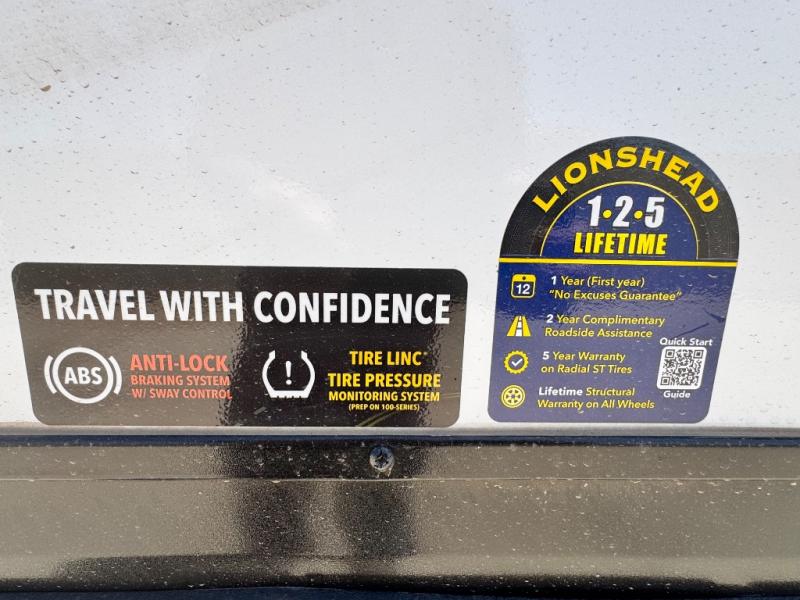 TRAVEL WITH CONFIDENCE
ABS
ANTI-LOCK
BRAKING SYSTEM
W/ SWAY CONTROL
!
TIRE LINC
TIRE PRESSURE
MONITORING SYSTEM
(PREP ON 100-SERIES)
LIONSHEAD
1•2•5
LIFETIME
12
1 Year (First year)
"No Excuses Guarantee"
2 Year Complimentary
Roadside Assistance
5 Year Warranty
on Radial ST Tires
Lifetime Structural
Warranty on All Wheels
Quick Start
Guide